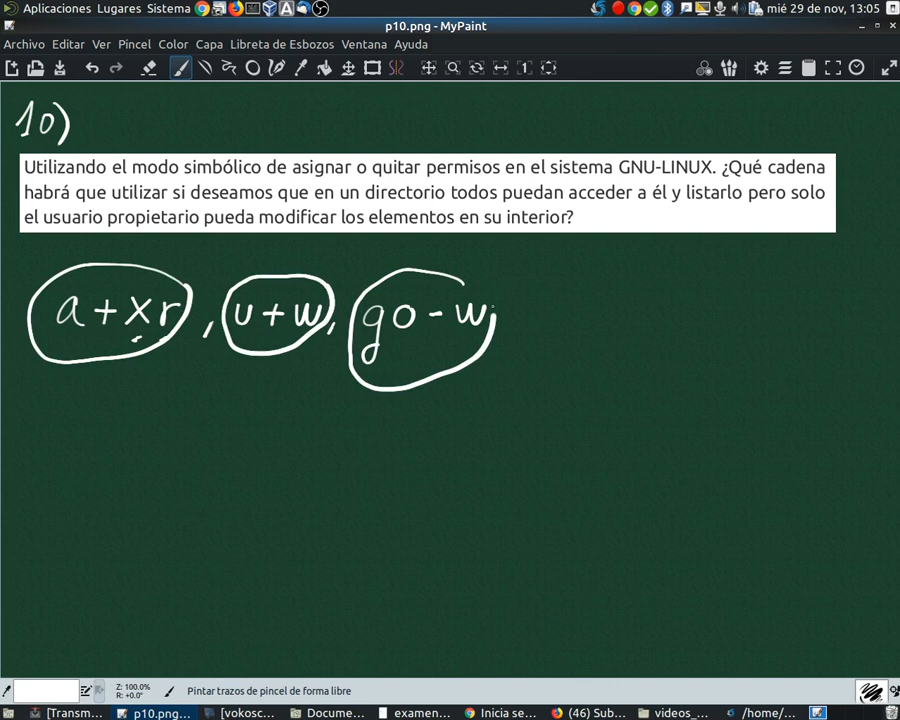 Aplicaciones Lugares Sistema mié 29 de nov, 13:05
p10.png - MyPaint
Archivo Editar Ver Pincel Color Capa Libreta de Esbozos Ventana Ayuda
10)
Utilizando el modo simbólico de asignar o quitar permisos en el sistema GNU-LINUX. ¿Qué cadena
habrá que utilizar si deseamos que en un directorio todos puedan acceder a él y listarlo pero solo
el usuario propietario pueda modificar los elementos en su interior?
a+xr, u+w, go-w
Z: 100.0%
R: +0.0° Pintar trazos de pincel de forma libre
[Transm... p10.png... [vokosc... Docume... examen... Inicia se... (46) Sub... videos_... /home/...